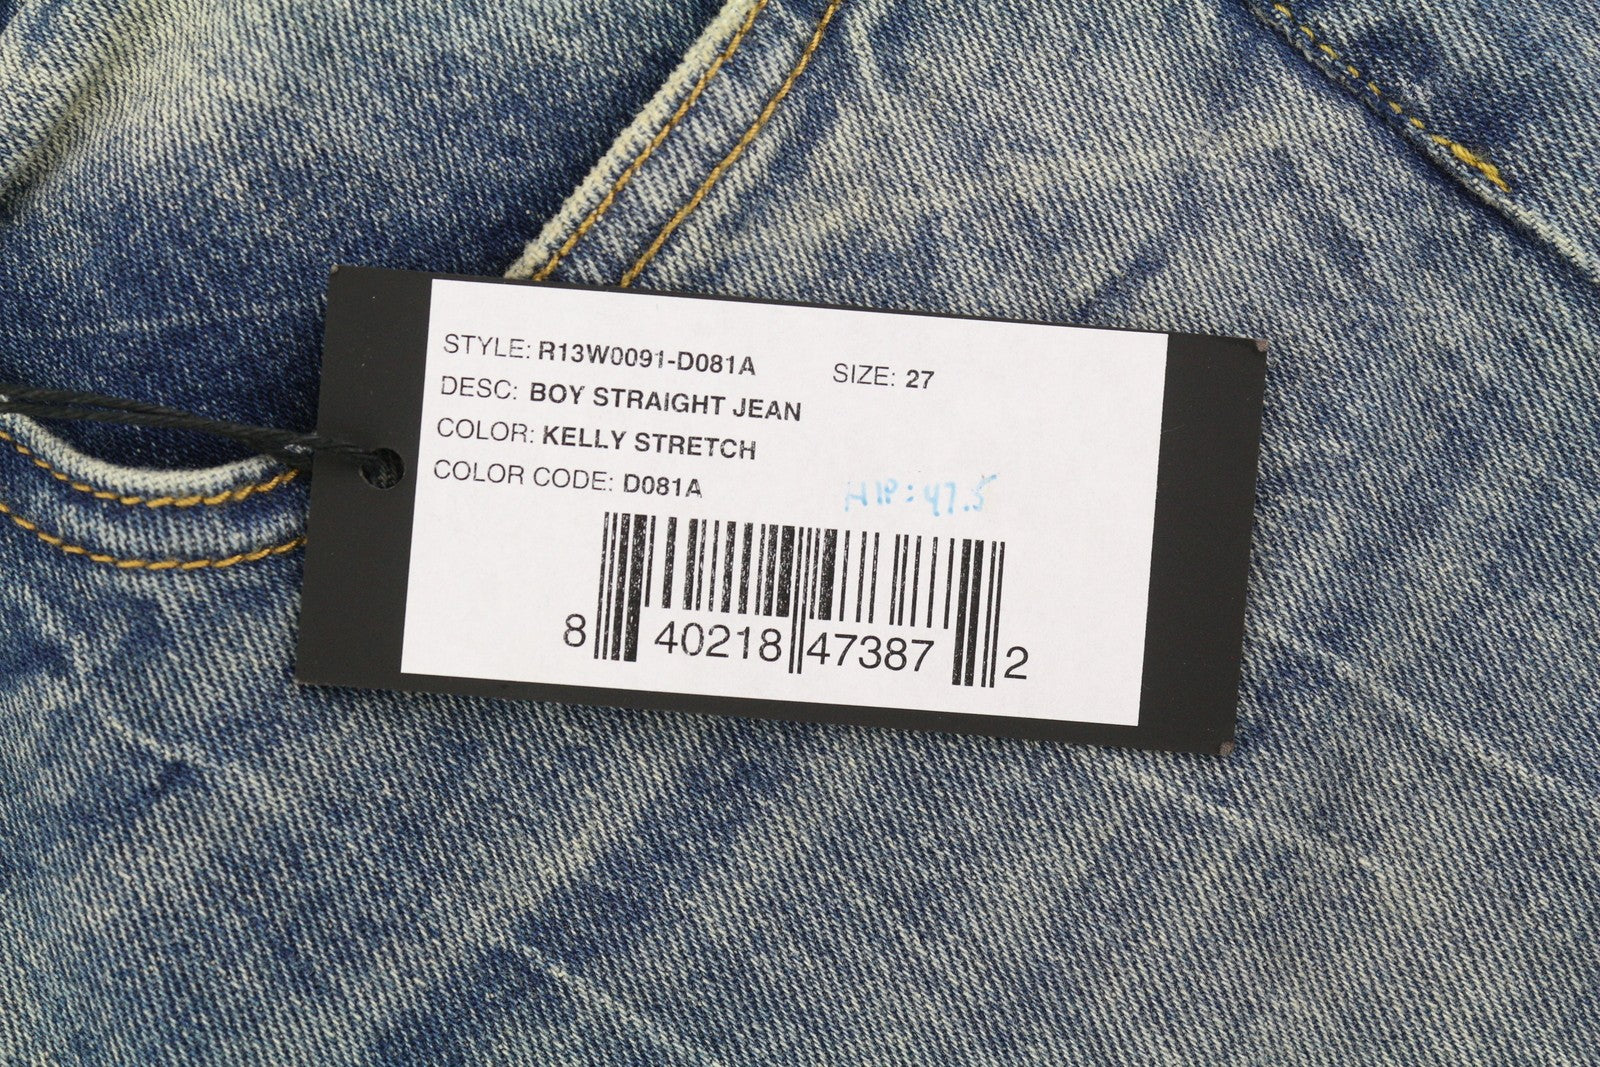 STYLE: R13W0091-D081A SIZE: 27
DESC: BOY STRAIGHT JEAN
COLOR: KELLY STRETCH
COLOR CODE: D081A
HIP: 47.5
8 40218 47387 2